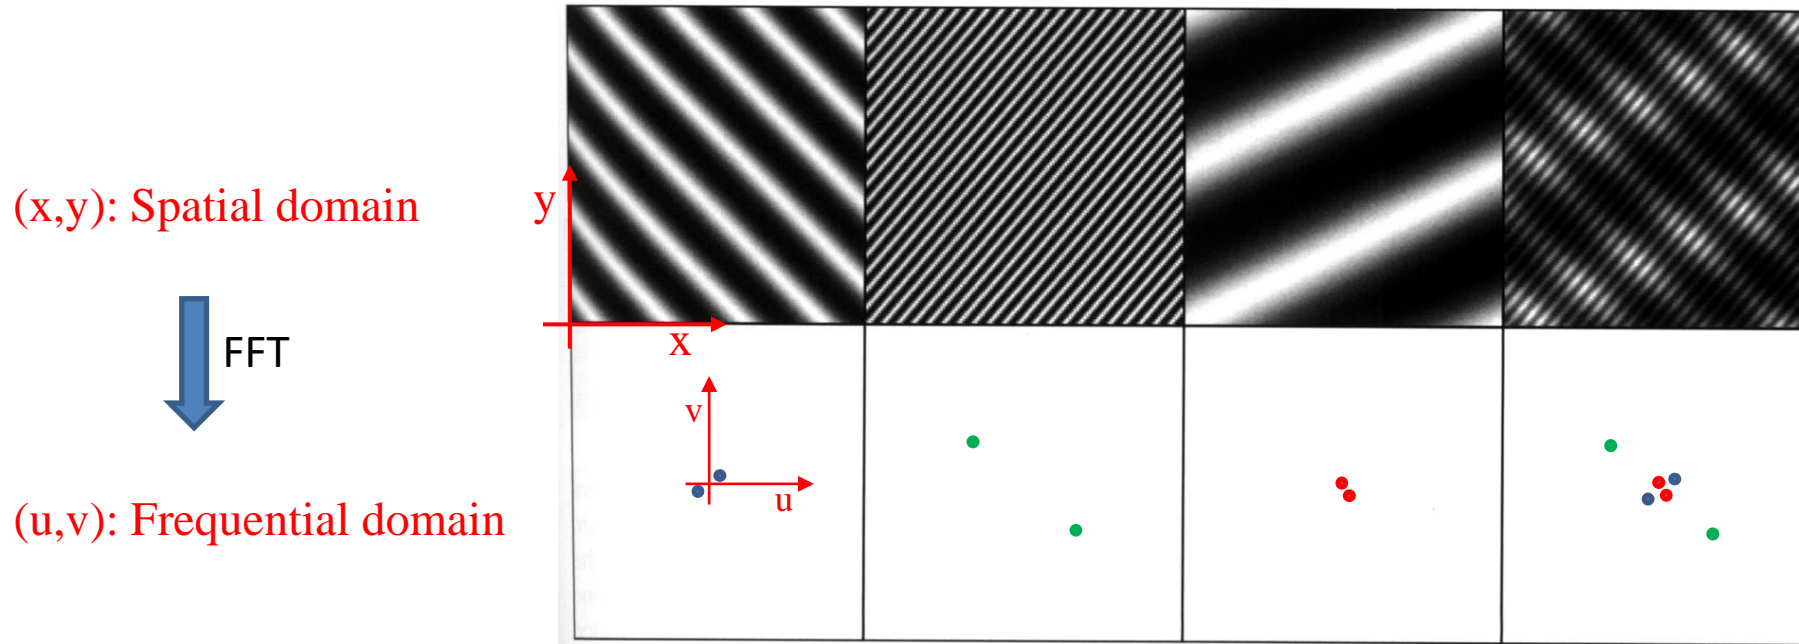 (x,y): Spatial domain
y
x
FFT
v
u
(u,v): Frequential domain